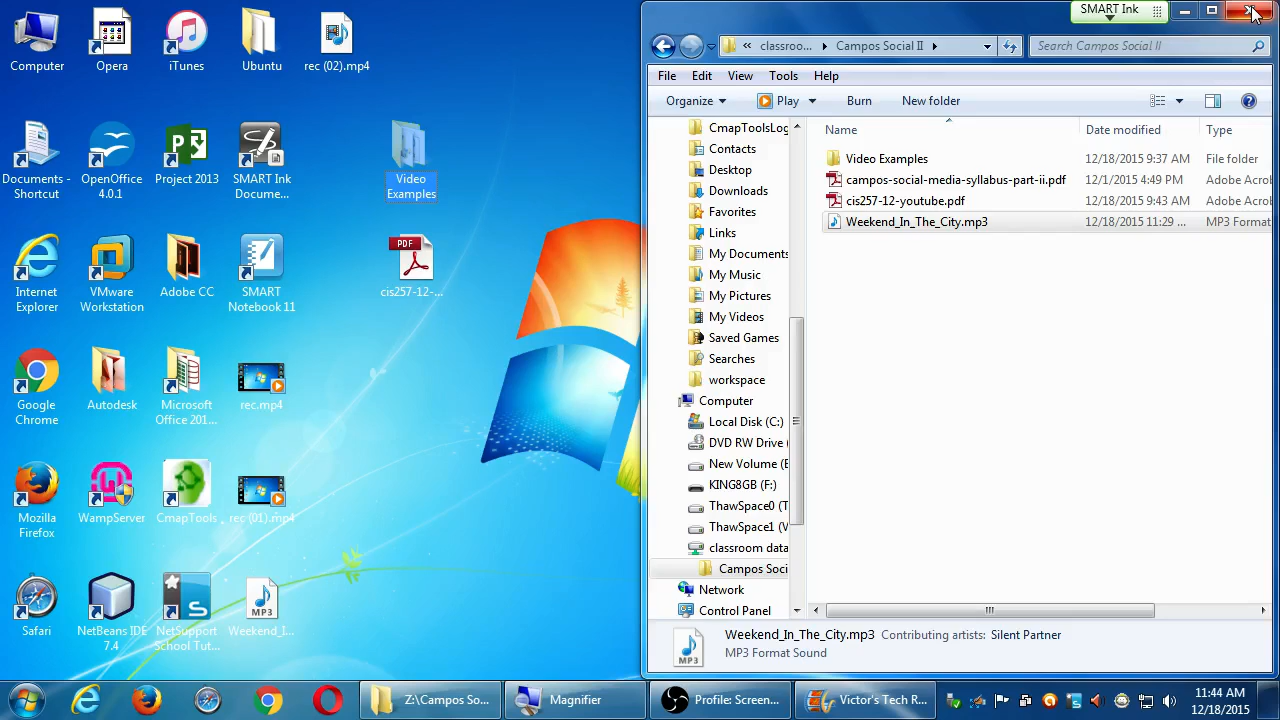 Computer
Opera
iTunes
Ubuntu
rec (02).mp4
Documents -
Shortcut
OpenOffice
4.0.1
Project 2013
SMART Ink
Docume...
Video
Examples
Internet
Explorer
VMware
Workstation
Adobe CC
SMART
Notebook 11
PDF
cis257-12-...
Google
Chrome
Autodesk
Microsoft
Office 201...
rec.mp4
Mozilla
Firefox
WampServer
CmapTools
rec (01).mp4
Safari
NetBeans IDE
7.4
NetSupport
School Tut...
MP3
Weekend_I...
SMART Ink
« classroo... Campos Social II
Search Campos Social II
File Edit View Tools Help
Organize Play Burn New folder
CmapToolsLog
Contacts
Desktop
Downloads
Favorites
Links
My Documents
My Music
My Pictures
My Videos
Saved Games
Searches
workspace
Computer
Local Disk (C:)
DVD RW Drive (
New Volume (E
KING8GB (F:)
ThawSpace0 (
ThawSpace1 (
classroom data
Campos Soci
Network
Control Panel
Name Date modified Type
Video Examples 12/18/2015 9:37 AM File folder
campos-social-media-syllabus-part-ii.pdf 12/1/2015 4:49 PM Adobe Acro
cis257-12-youtube.pdf 12/18/2015 9:43 AM Adobe Acro
Weekend_In_The_City.mp3 12/18/2015 11:29 ... MP3 Format
MP3
Weekend_In_The_City.mp3 Contributing artists: Silent Partner
MP3 Format Sound
Z:\Campos So...
Magnifier
Profile: Screen...
Victor's Tech R...
11:44 AM
12/18/2015